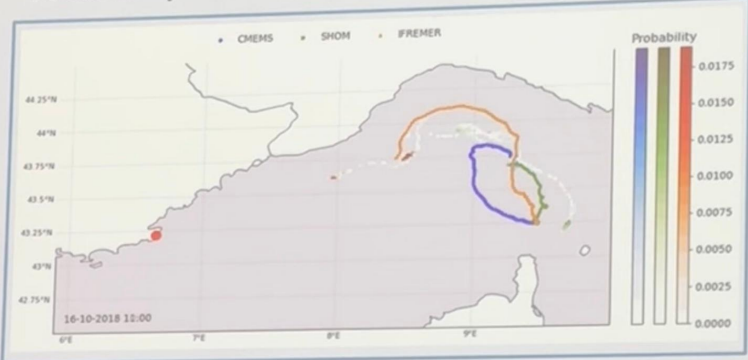 CMEMS SHOM IFREMER
Probability
0.0175
0.0150
0.0125
0.0100
0.0075
0.0050
0.0025
0.0000
44.25°N
44°N
43.75°N
43.5°N
43.25°N
43°N
42.75°N
16-10-2018 12:00
6°E 7°E 8°E 9°E